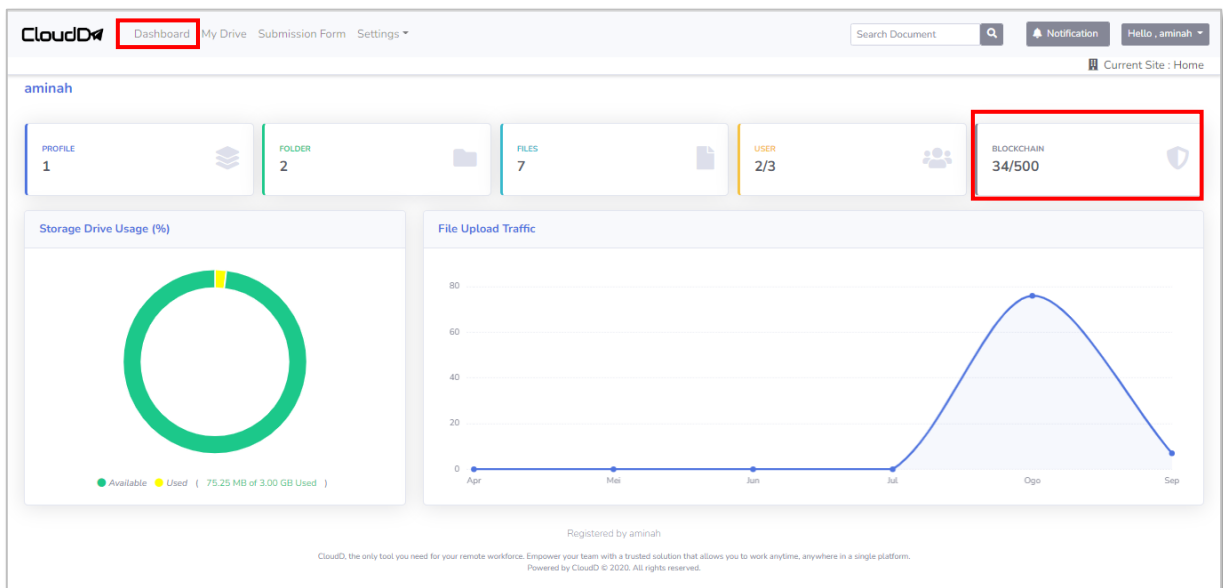 CloudD Dashboard My Drive Submission Form Settings Search Document Notification Hello , aminah
Current Site : Home
aminah
PROFILE FOLDER FILES USER BLOCKCHAIN
1 2 7 2/3 34/500
Storage Drive Usage (%) File Upload Traffic
80
60
40
20
0
Apr Mei Jun Jul Ogo Sep
Available Used ( 75.25 MB of 3.00 GB Used )
Registered by aminah
CloudD, the only tool you need for your remote workforce. Empower your team with a trusted solution that allows you to work anytime, anywhere in a single platform.
Powered by CloudD © 2020. All rights reserved.